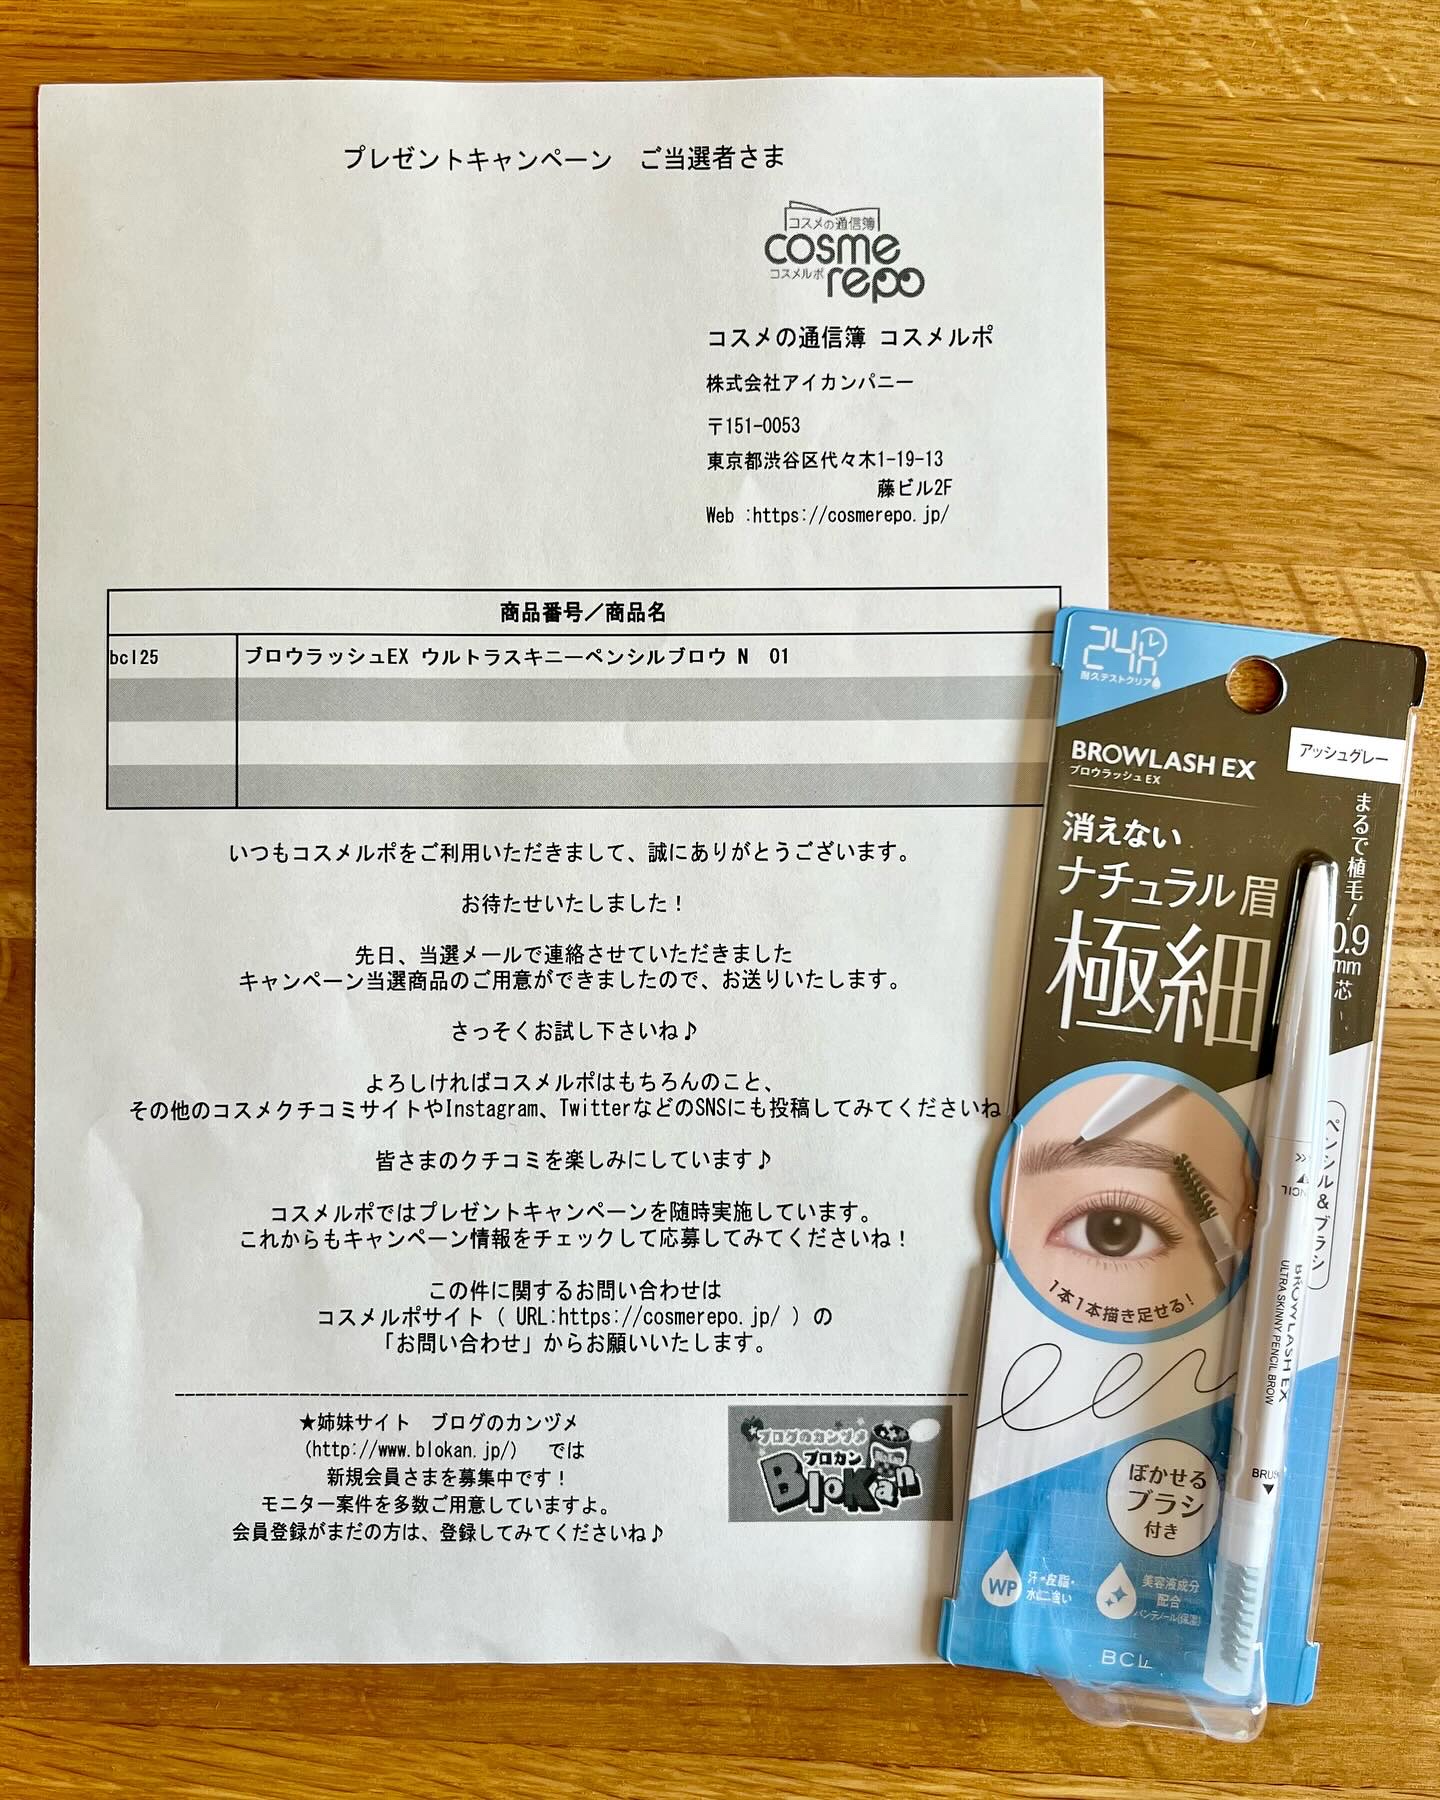 プレゼントキャンペーン ご当選者さま
コスメの通信簿
cosme
コスメルポ
repo
コスメの通信簿 コスメルポ
株式会社アイカンパニー
〒151-0053
東京都渋谷区代々木1-19-13
藤ビル2F
Web :https://cosmerepo.jp/
商品番号／商品名
bcl25 ブロウラッシュEX ウルトラスキニーペンシルブロウ N 01
いつもコスメルポをご利用いただきまして、誠にありがとうございます。
お待たせいたしました！
先日、当選メールで連絡させていただきました
キャンペーン当選商品のご用意ができましたので、お送りいたします。
さっそくお試し下さいね♪
よろしければコスメルポはもちろんのこと、
その他のコスメクチコミサイトやInstagram、TwitterなどのSNSにも投稿してみてくださいね
皆さまのクチコミを楽しみにしています♪
コスメルポではプレゼントキャンペーンを随時実施しています。
これからもキャンペーン情報をチェックして応募してみてくださいね！
この件に関するお問い合わせは
コスメルポサイト ( URL:https://cosmerepo.jp/ ) の
「お問い合わせ」からお願いいたします。
★姉妹サイト ブログのカンヅメ
(http://www.blokan.jp/) では
新規会員さまを募集中です！
モニター案件を多数ご用意していますよ。
会員登録がまだの方は、登録してみてくださいね♪
ブログのカンヅメ
ブロカン
BloKan
24h
耐久テストクリア
BROWLASH EX
ブロウラッシュEX
アッシュグレー
消えない
ナチュラル眉
極細
まるで植毛！
0.9
mm
芯
ペンシル&ブラシ
1本1本描き足せる！
BROWLASH EX
ULTRA SKINNY PENCIL BROW
ぼかせる
ブラシ
付き
WP
汗・皮脂・
水に強い
美容液成分
配合
パンテノール(保湿)
BCL